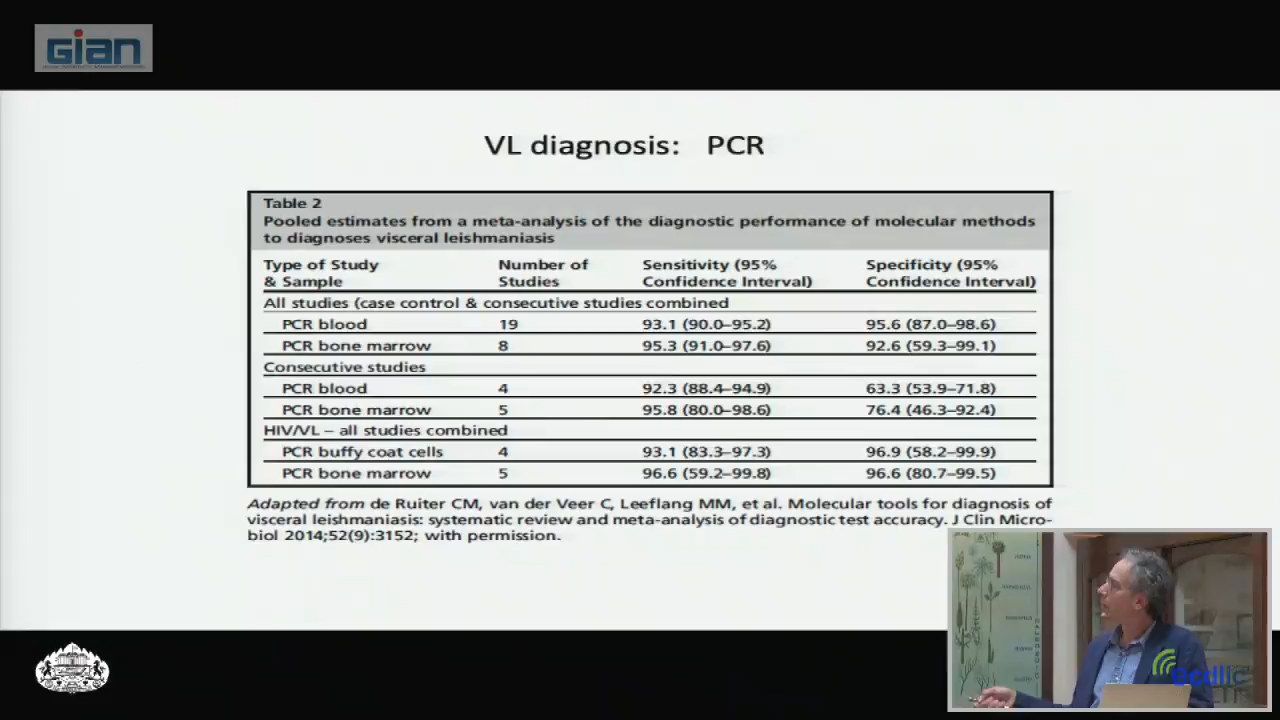 Gian
VL diagnosis: PCR
Table 2
Pooled estimates from a meta-analysis of the diagnostic performance of molecular methods
to diagnoses visceral leishmaniasis
Type of Study Number of Sensitivity (95% Specificity (95%
& Sample Studies Confidence Interval) Confidence Interval)
All studies (case control & consecutive studies combined
PCR blood 19 93.1 (90.0–95.2) 95.6 (87.0–98.6)
PCR bone marrow 8 95.3 (91.0–97.6) 92.6 (59.3–99.1)
Consecutive studies
PCR blood 4 92.3 (88.4–94.9) 63.3 (53.9–71.8)
PCR bone marrow 5 95.8 (80.0–98.6) 76.4 (46.3–92.4)
HIV/VL – all studies combined
PCR buffy coat cells 4 93.1 (83.3–97.3) 96.9 (58.2–99.9)
PCR bone marrow 5 96.6 (59.2–99.8) 96.6 (80.7–99.5)
Adapted from de Ruiter CM, van der Veer C, Leeflang MM, et al. Molecular tools for diagnosis of
visceral leishmaniasis: systematic review and meta-analysis of diagnostic test accuracy. J Clin Micro-
biol 2014;52(9):3152; with permission.